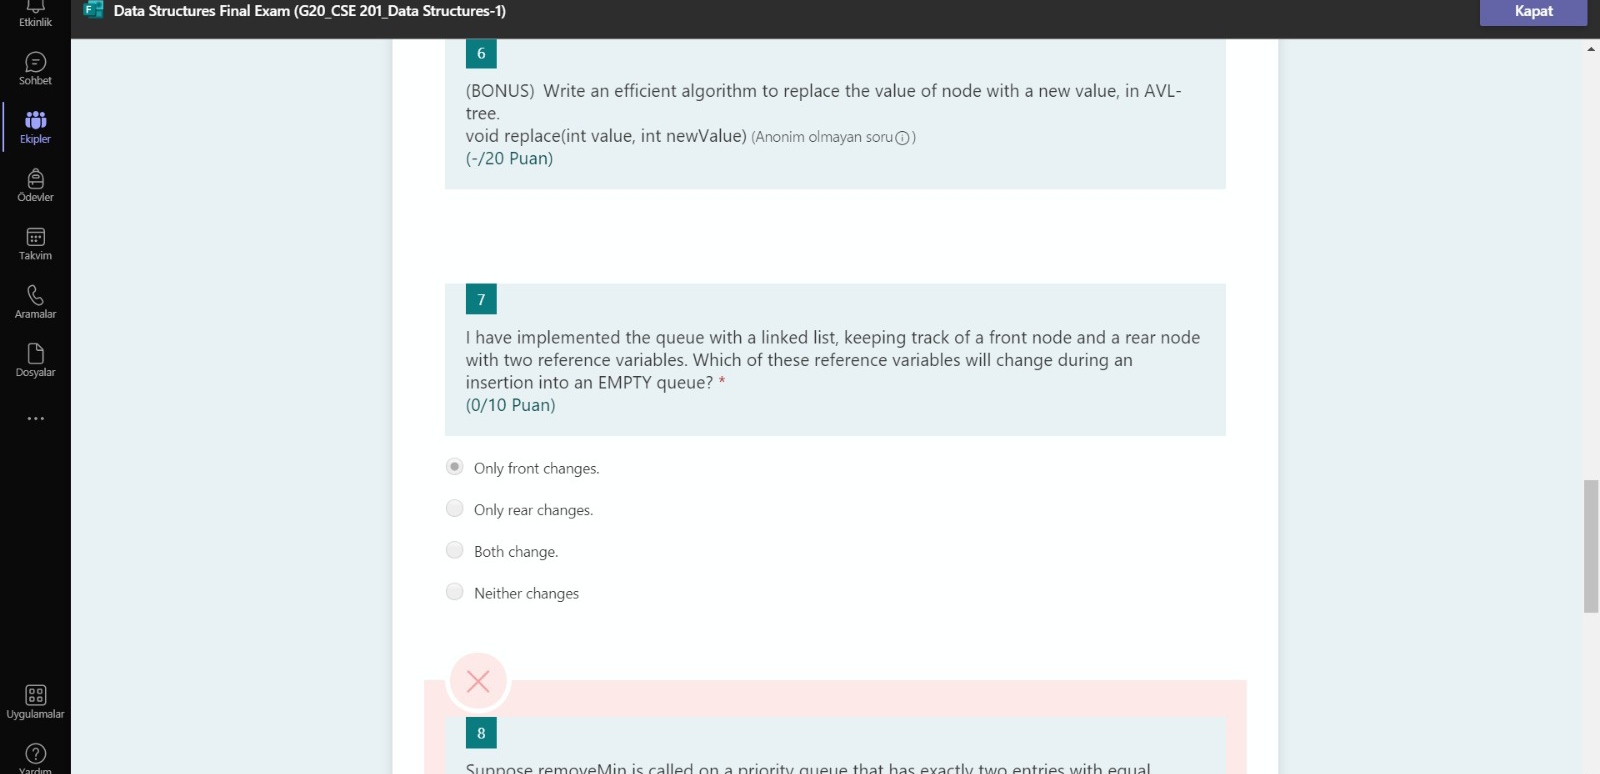 Data Structures Final Exam (G20_CSE 201_Data Structures-1)
Kapat
Etkinlik
Sohbet
Ekipler
Ödevler
Takvim
Aramalar
Dosyalar
...
Uygulamalar
Yardım
6
(BONUS) Write an efficient algorithm to replace the value of node with a new value, in AVL-
tree.
void replace(int value, int newValue) (Anonim olmayan soru)
(-/20 Puan)
7
I have implemented the queue with a linked list, keeping track of a front node and a rear node
with two reference variables. Which of these reference variables will change during an
insertion into an EMPTY queue? *
(0/10 Puan)
Only front changes.
Only rear changes.
Both change.
Neither changes
8
Suppose removeMin is called on a priority queue that has exactly two entries with equal